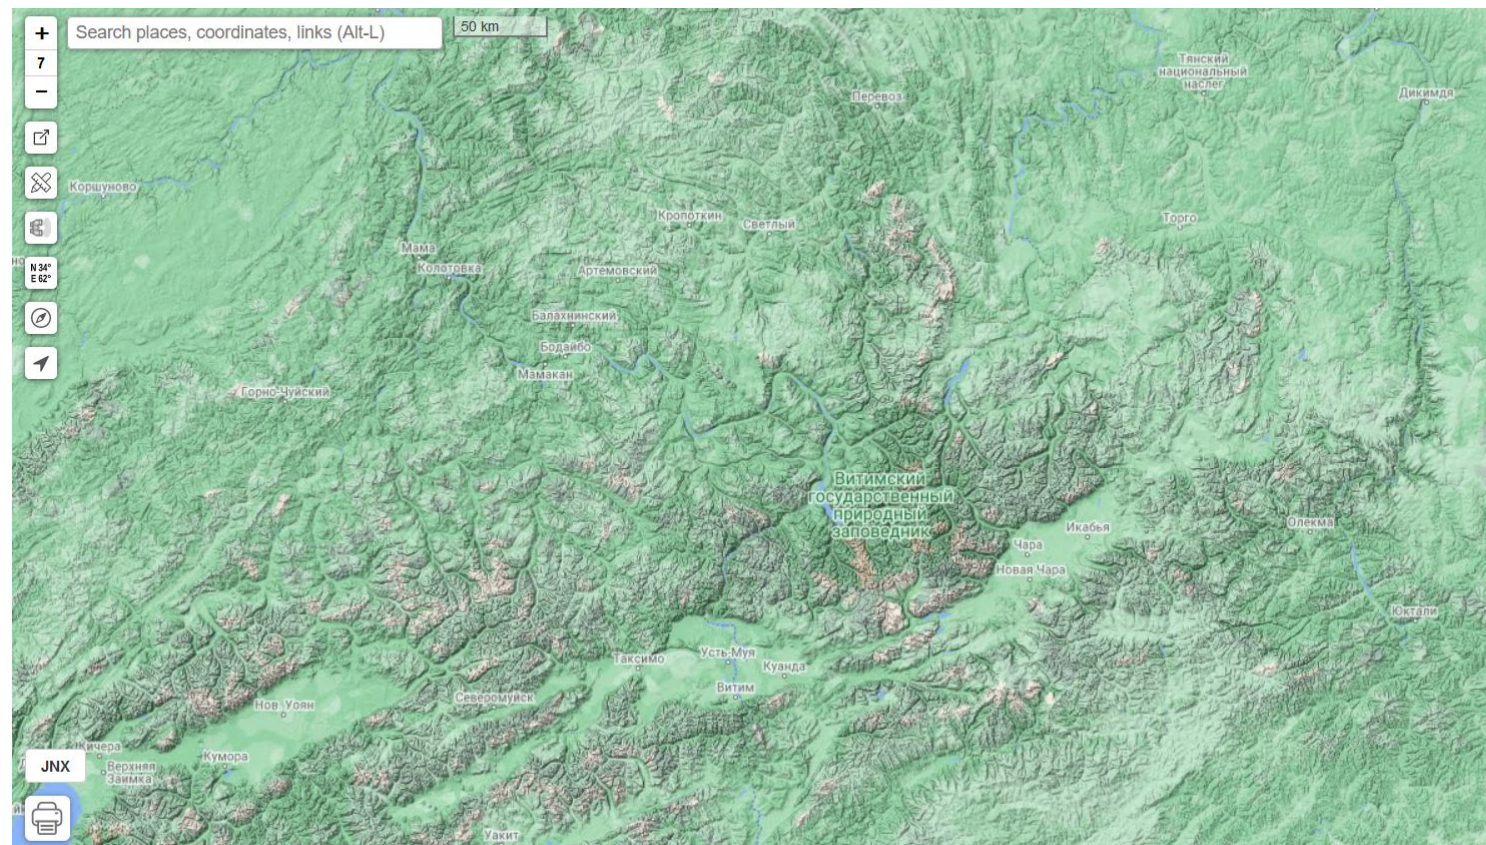 +
Search places, coordinates, links (Alt-L)
50 km
7
−
Тянский
национальный
наслег
Дикимдя
Перевоз
Коршуново
Кропоткин
Светлый
Торго
Мама
Колотовка
Артемовский
N 34°
E 62°
Балахнинский
Бодайбо
Мамакан
Горно-Чуйский
Витимский
государственный
природный
заповедник
Икабья
Олекма
Чара
Новая Чара
Юктали
Усть-Муя
Таксимо
Куанда
Витим
Северомуйск
Нов. Уоян
Кичера
Кумора
JNX
Верхняя
Заимка
Уакит